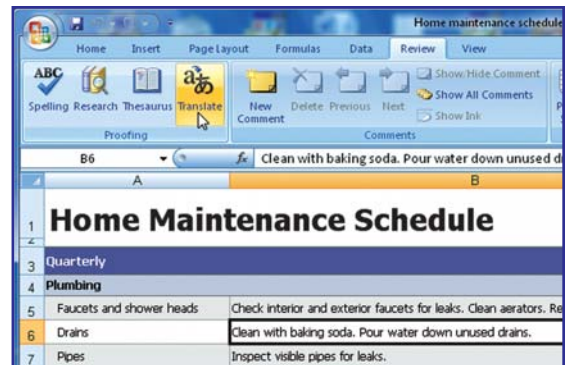 Home maintenance schedule
Home Insert Page Layout Formulas Data Review View
ABC
Spelling Research Thesaurus Translate
New Comment Delete Previous Next
Show/Hide Comment
Show All Comments
Show Ink
Proofing Comments
B6 fx Clean with baking soda. Pour water down unused
A B
1 Home Maintenance Schedule
2
3 Quarterly
4 Plumbing
5 Faucets and shower heads Check interior and exterior faucets for leaks. Clean aerators.
6 Drains Clean with baking soda. Pour water down unused drains.
7 Pipes Inspect visible pipes for leaks.